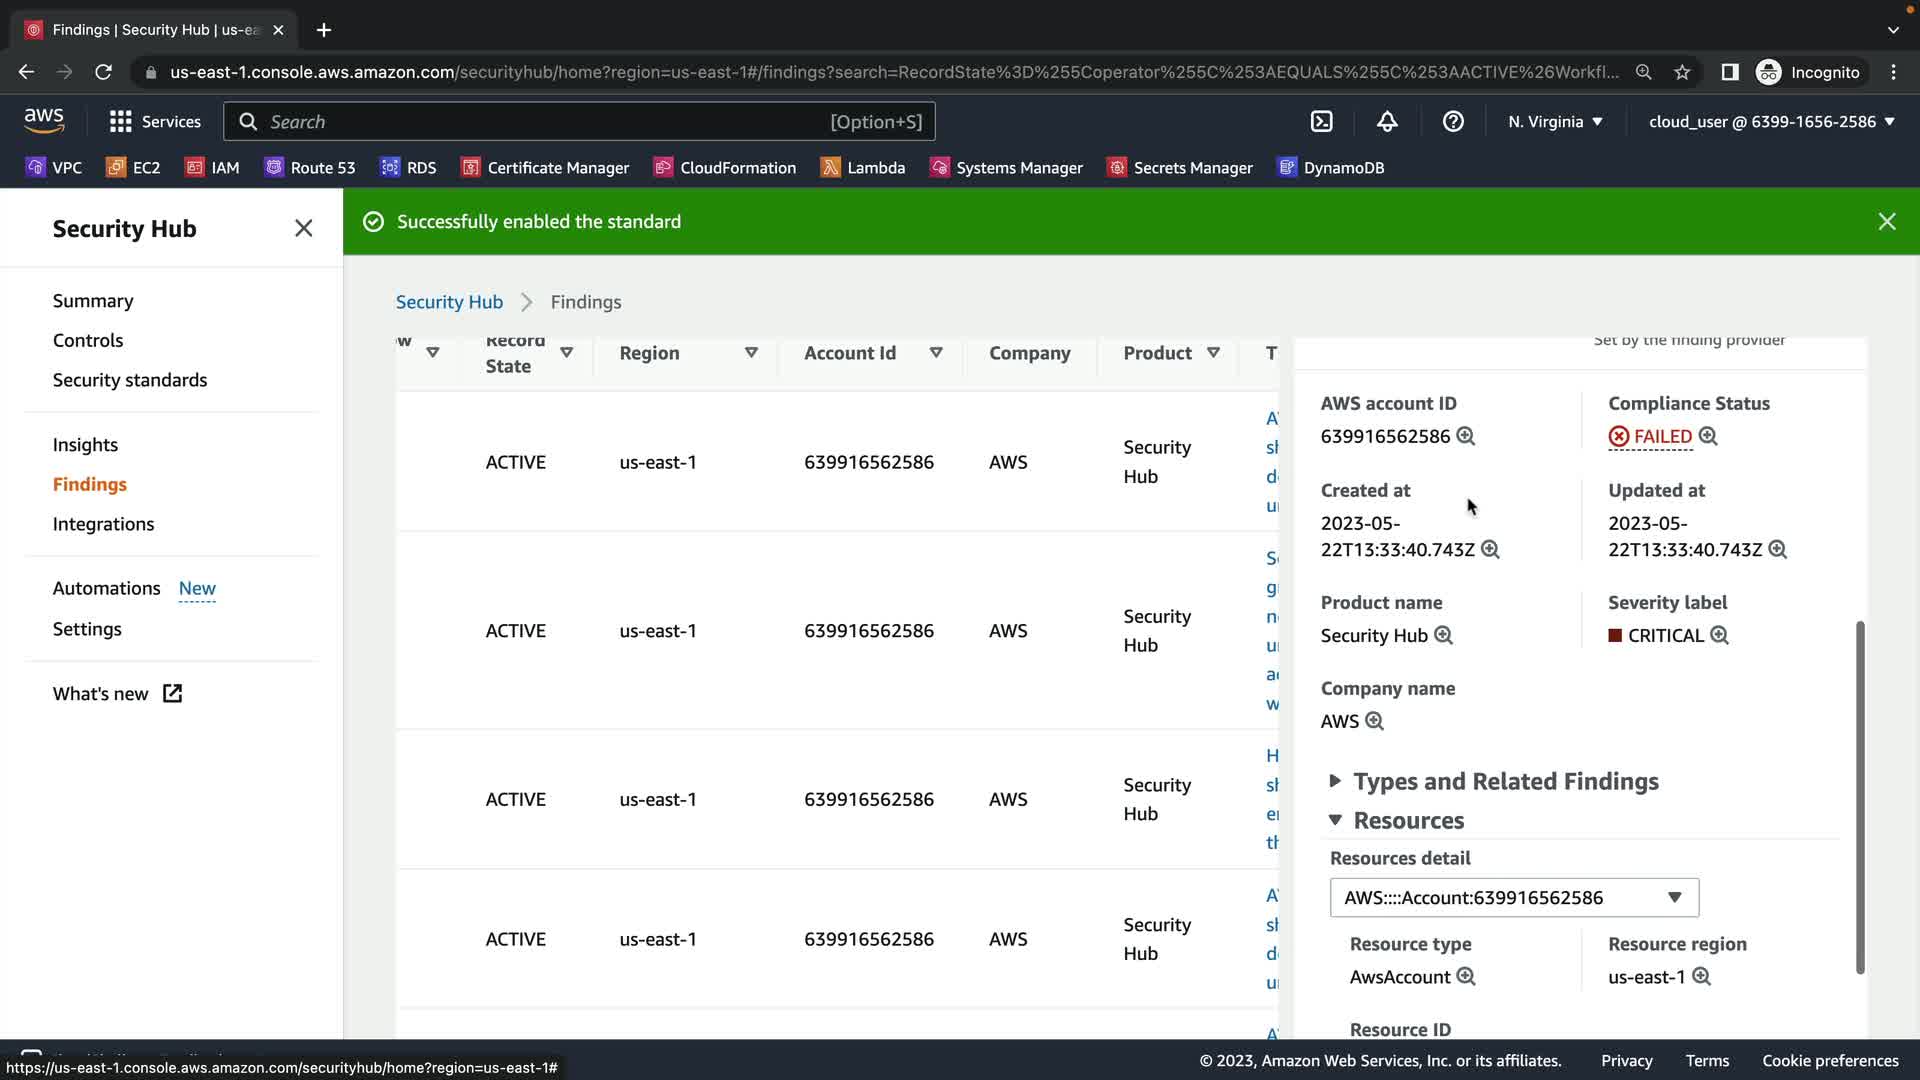 Findings | Security Hub | us-ea
us-east-1.console.aws.amazon.com/securityhub/home?region=us-east-1#/findings?search=RecordState%3D%255Coperator%255C%253AEQUALS%255C%253AACTIVE%26Workfl...
Incognito
aws
Services
Search
[Option+S]
N. Virginia
cloud_user @ 6399-1656-2586
VPC
EC2
IAM
Route 53
RDS
Certificate Manager
CloudFormation
Lambda
Systems Manager
Secrets Manager
DynamoDB
Security Hub
Summary
Controls
Security standards
Insights
Findings
Integrations
Automations New
Settings
What's new
Successfully enabled the standard
Security Hub > Findings
Record
State
Region
Account Id
Company
Product
ACTIVE
us-east-1
639916562586
AWS
Security
Hub
ACTIVE
us-east-1
639916562586
AWS
Security
Hub
ACTIVE
us-east-1
639916562586
AWS
Security
Hub
ACTIVE
us-east-1
639916562586
AWS
Security
Hub
Set by the finding provider
AWS account ID
639916562586
Compliance Status
FAILED
Created at
2023-05-
22T13:33:40.743Z
Updated at
2023-05-
22T13:33:40.743Z
Product name
Security Hub
Severity label
CRITICAL
Company name
AWS
Types and Related Findings
Resources
Resources detail
AWS::::Account:639916562586
Resource type
AwsAccount
Resource region
us-east-1
Resource ID
https://us-east-1.console.aws.amazon.com/securityhub/home?region=us-east-1#
© 2023, Amazon Web Services, Inc. or its affiliates.
Privacy
Terms
Cookie preferences